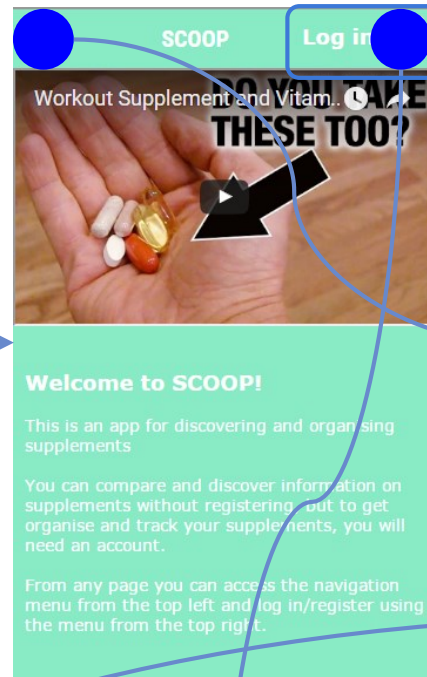 SCOOP
Log in
Workout Supplement and Vitam..
DO YOU TAKE
THESE TOO?
Welcome to SCOOP!
This is an app for discovering and organising
supplements
You can compare and discover information on
supplements without registering, but to get
organise and track your supplements, you will
need an account.
From any page you can access the navigation
menu from the top left and log in/register using
the menu from the top right.